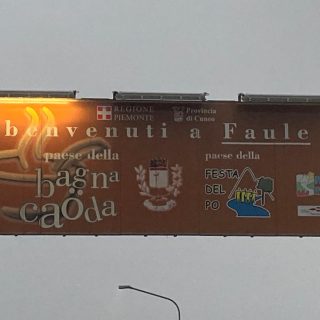 REGIONE
PIEMONTE
Provincia
di Cuneo
benvenuti a Faule
paese della
bagna
caöda
paese della
FESTA
DEL
PO